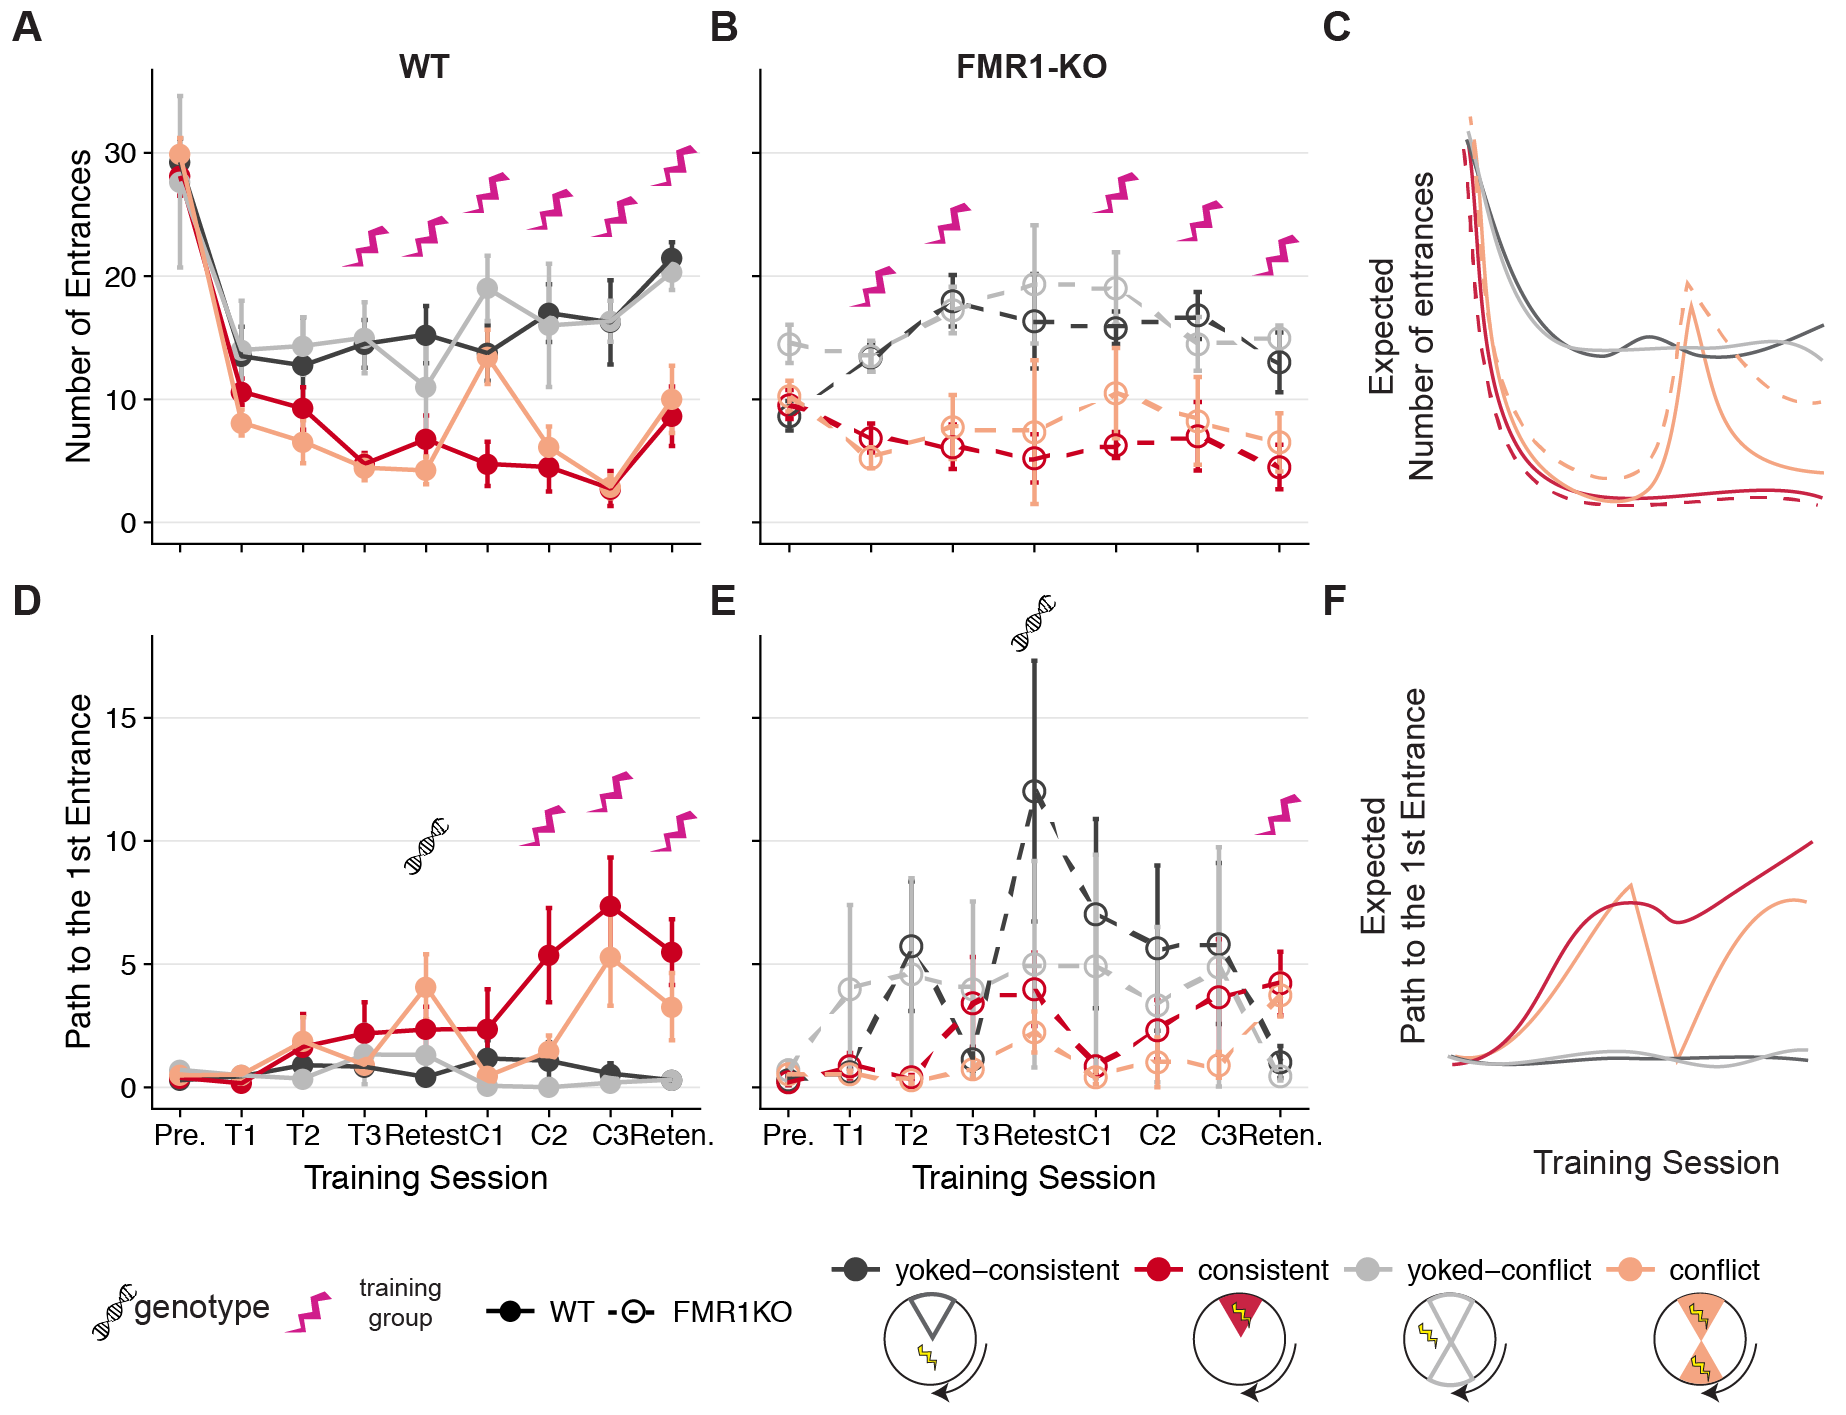 A
B
C
WT
FMR1-KO
Number of Entrances
30
20
10
0
Expected
Number of entrances
D
E
F
Path to the 1st Entrance
15
10
5
0
Expected
Path to the 1st Entrance
Pre. T1 T2 T3 Retest C1 C2 C3 Reten.
Pre. T1 T2 T3 Retest C1 C2 C3 Reten.
Training Session
Training Session
Training Session
genotype
training
group
WT
FMR1KO
yoked–consistent
consistent
yoked–conflict
conflict